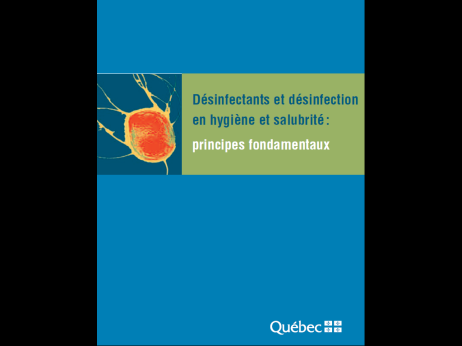 Désinfectants et désinfection
en hygiène et salubrité :
principes fondamentaux
Québec